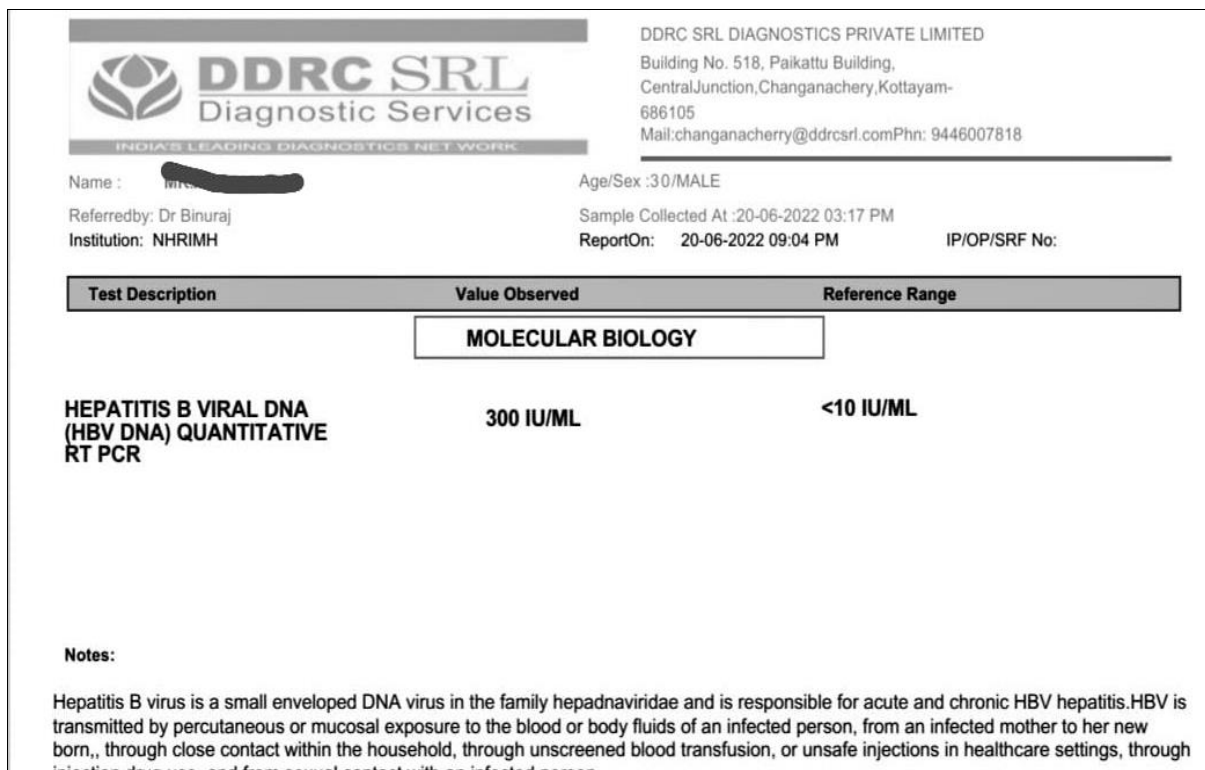 DDRC SRL
Diagnostic Services
INDIA'S LEADING DIAGNOSTICS NET WORK
DDRC SRL DIAGNOSTICS PRIVATE LIMITED
Building No. 518, Paikattu Building,
CentralJunction,Changanachery,Kottayam-
686105
Mail:changanacherry@ddrcsrl.comPhn: 9446007818
Name :
Age/Sex :30/MALE
Referredby: Dr Binuraj
Sample Collected At :20-06-2022 03:17 PM
Institution: NHRIMH
ReportOn: 20-06-2022 09:04 PM IP/OP/SRF No:
Test Description Value Observed Reference Range
MOLECULAR BIOLOGY
HEPATITIS B VIRAL DNA
(HBV DNA) QUANTITATIVE
RT PCR
300 IU/ML
<10 IU/ML
Notes:
Hepatitis B virus is a small enveloped DNA virus in the family hepadnaviridae and is responsible for acute and chronic HBV hepatitis.HBV is
transmitted by percutaneous or mucosal exposure to the blood or body fluids of an infected person, from an infected mother to her new
born,, through close contact within the household, through unscreened blood transfusion, or unsafe injections in healthcare settings, through